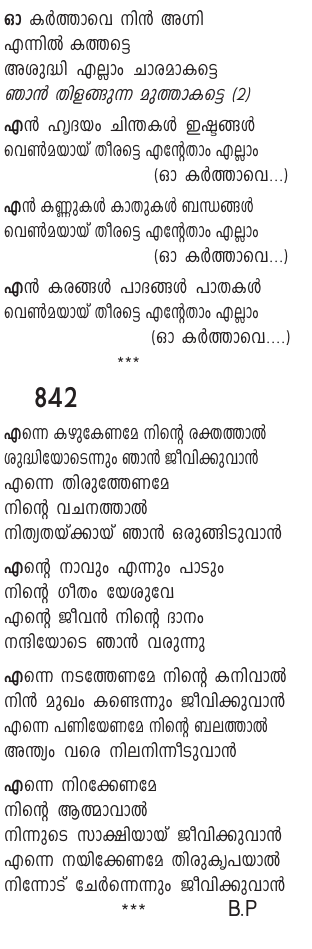 ഓ കർത്താവെ നിൻ അഗ്നി
എന്നിൽ കത്തട്ടെ
അശുദ്ധി എല്ലാം ചാരമാകട്ടെ
ഞാൻ തിളങ്ങുന്ന മുത്താകട്ടെ (2)
എൻ ഹൃദയം ചിന്തകൾ ഇഷ്ടങ്ങൾ
വെൺമയായ് തീരട്ടെ എന്റേതാം എല്ലാം
(ഓ കർത്താവെ...)
എൻ കണ്ണുകൾ കാതുകൾ ബന്ധങ്ങൾ
വെൺമയായ് തീരട്ടെ എന്റേതാം എല്ലാം
(ഓ കർത്താവെ...)
എൻ കരങ്ങൾ പാദങ്ങൾ പാതകൾ
വെൺമയായ് തീരട്ടെ എന്റേതാം എല്ലാം
(ഓ കർത്താവെ....)
***
842
എന്നെ കഴുകേണമേ നിന്റെ രക്തത്താൽ
ശുദ്ധിയോടെന്നും ഞാൻ ജീവിക്കുവാൻ
എന്നെ തിരുത്തേണമേ
നിന്റെ വചനത്താൽ
നിത്യതയ്ക്കായ് ഞാൻ ഒരുങ്ങിടുവാൻ
എന്റെ നാവും എന്നും പാടും
നിന്റെ ഗീതം യേശുവേ
എന്റെ ജീവൻ നിന്റെ ദാനം
നന്ദിയോടെ ഞാൻ വരുന്നു
എന്നെ നടത്തേണമേ നിന്റെ കനിവാൽ
നിൻ മുഖം കണ്ടെന്നും ജീവിക്കുവാൻ
എന്നെ പണിയേണമേ നിന്റെ ബലത്താൽ
അന്ത്യം വരെ നിലനിന്നീടുവാൻ
എന്നെ നിറക്കേണമേ
നിന്റെ ആത്മാവാൽ
നിന്നുടെ സാക്ഷിയായ് ജീവിക്കുവാൻ
എന്നെ നയിക്കേണമേ തിരുകൃപയാൽ
നിന്നോട് ചേർന്നെന്നും ജീവിക്കുവാൻ
*** B.P